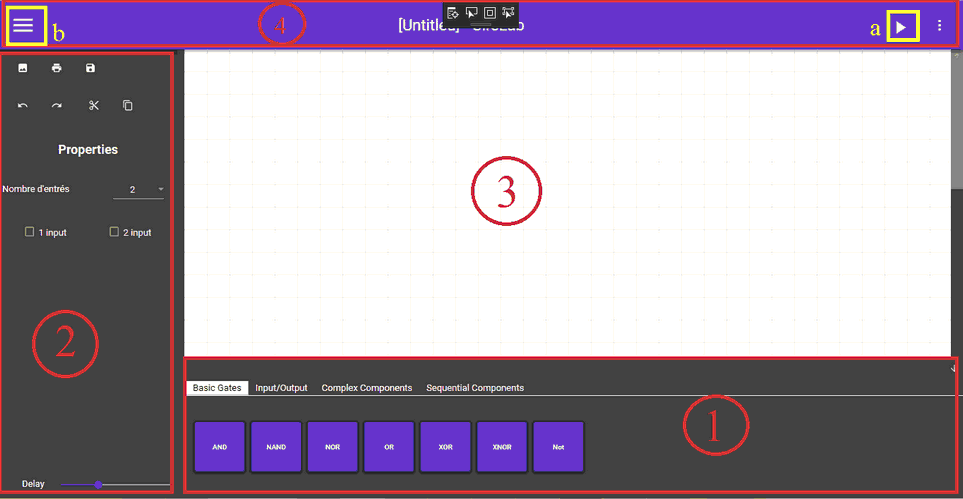 b
4
[Untitled]
a
Properties
Nombre d'entrés 2
1 input 2 input
3
2
Basic Gates Input/Output Complex Components Sequential Components
1
AND NAND NOR OR XOR XNOR Not
Delay